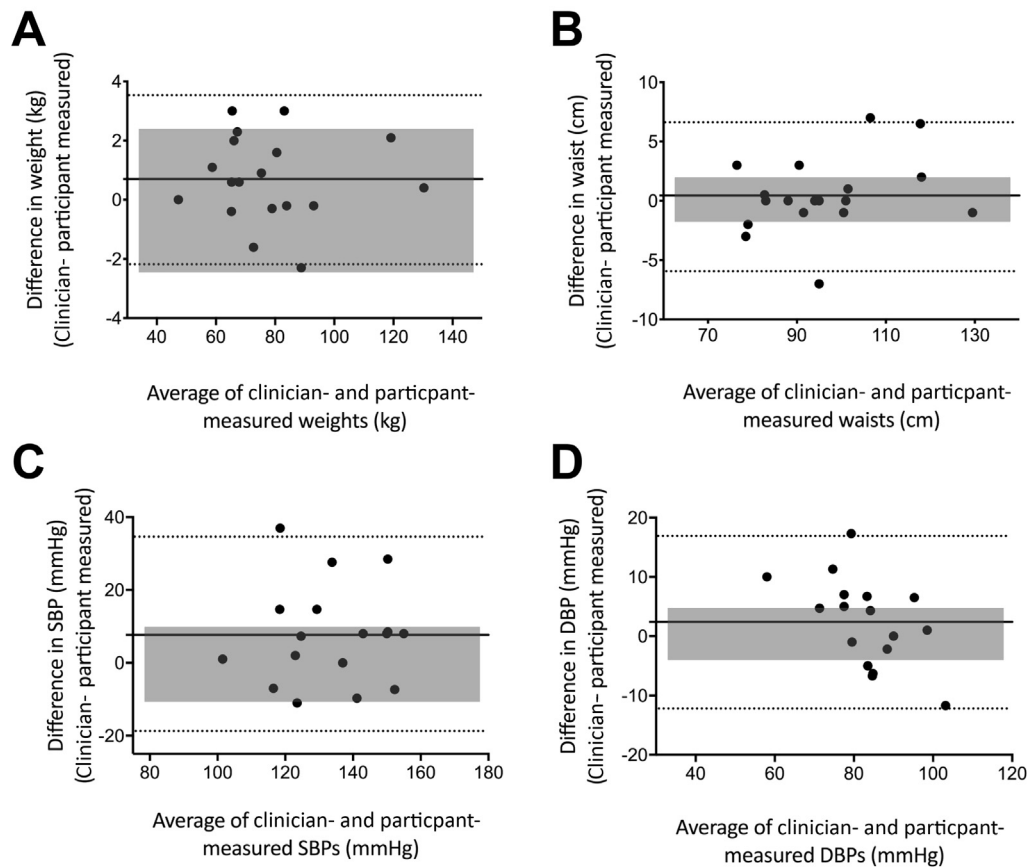 A
Difference in weight (kg)
(Clinician- participant measured)
4
2
0
-2
-4
40 60 80 100 120 140
Average of clinician- and particpant-
measured weights (kg)
B
Difference in waist (cm)
(Clinician- participant measured)
10
5
0
-5
-10
70 90 110 130
Average of clinician- and particpant-
measured waists (cm)
C
Difference in SBP (mmHg)
(Clinician- participant measured)
40
20
0
-20
80 100 120 140 160 180
Average of clinician- and particpant-
measured SBPs (mmHg)
D
Difference in DBP (mmHg)
(Clinician- participant measured)
20
10
0
-10
-20
40 60 80 100 120
Average of clinician- and particpant-
measured DBPs (mmHg)